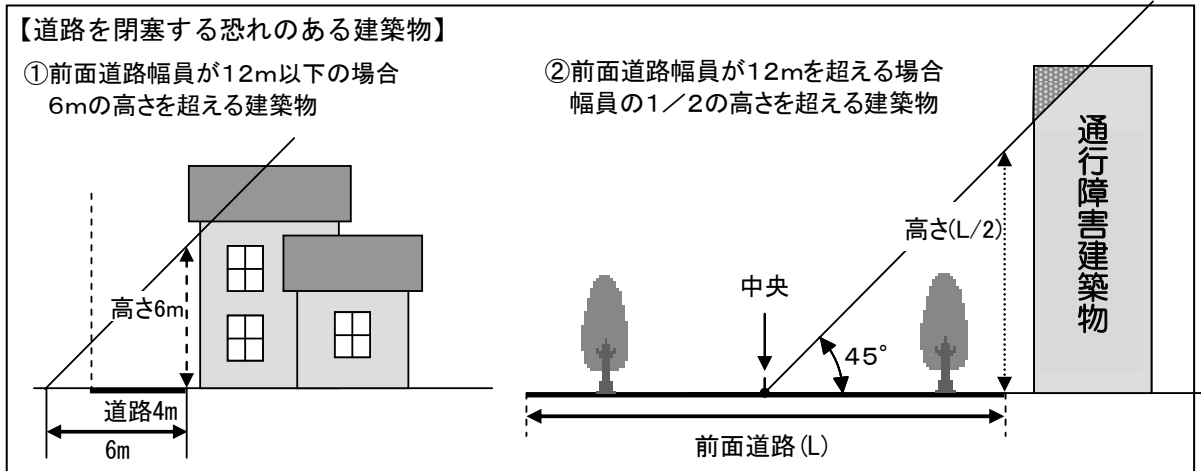 【道路を閉塞する恐れのある建築物】
①前面道路幅員が12m以下の場合
6mの高さを超える建築物
②前面道路幅員が12mを超える場合
幅員の1/2の高さを超える建築物
高さ6m
道路4m
6m
通行障害建築物
高さ(L/2)
中央
45°
前面道路(L)